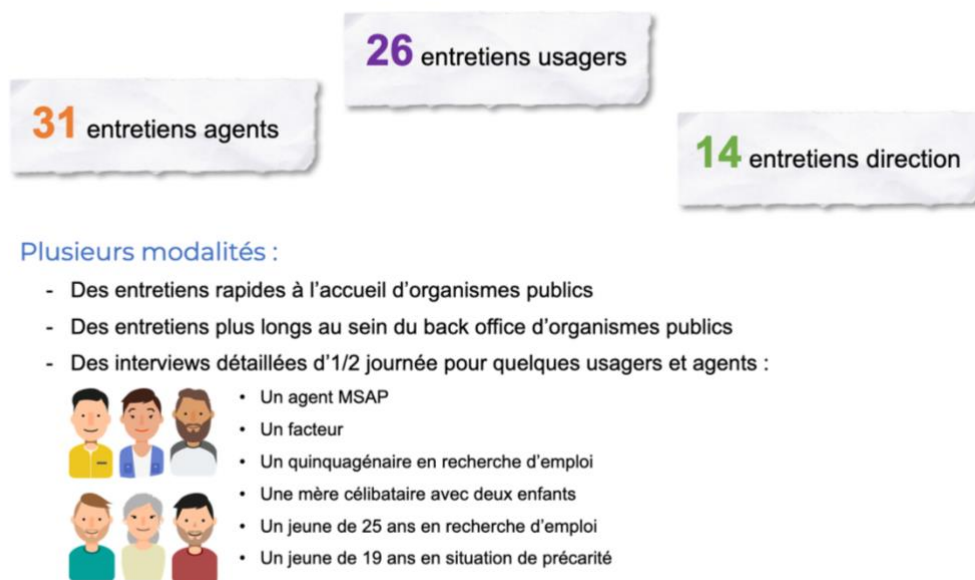 26 entretiens usagers
31 entretiens agents
14 entretiens direction
Plusieurs modalités :
- Des entretiens rapides à l’accueil d’organismes publics
- Des entretiens plus longs au sein du back office d’organismes publics
- Des interviews détaillées d’1/2 journée pour quelques usagers et agents :
• Un agent MSAP
• Un facteur
• Un quinquagénaire en recherche d’emploi
• Une mère célibataire avec deux enfants
• Un jeune de 25 ans en recherche d’emploi
• Un jeune de 19 ans en situation de précarité